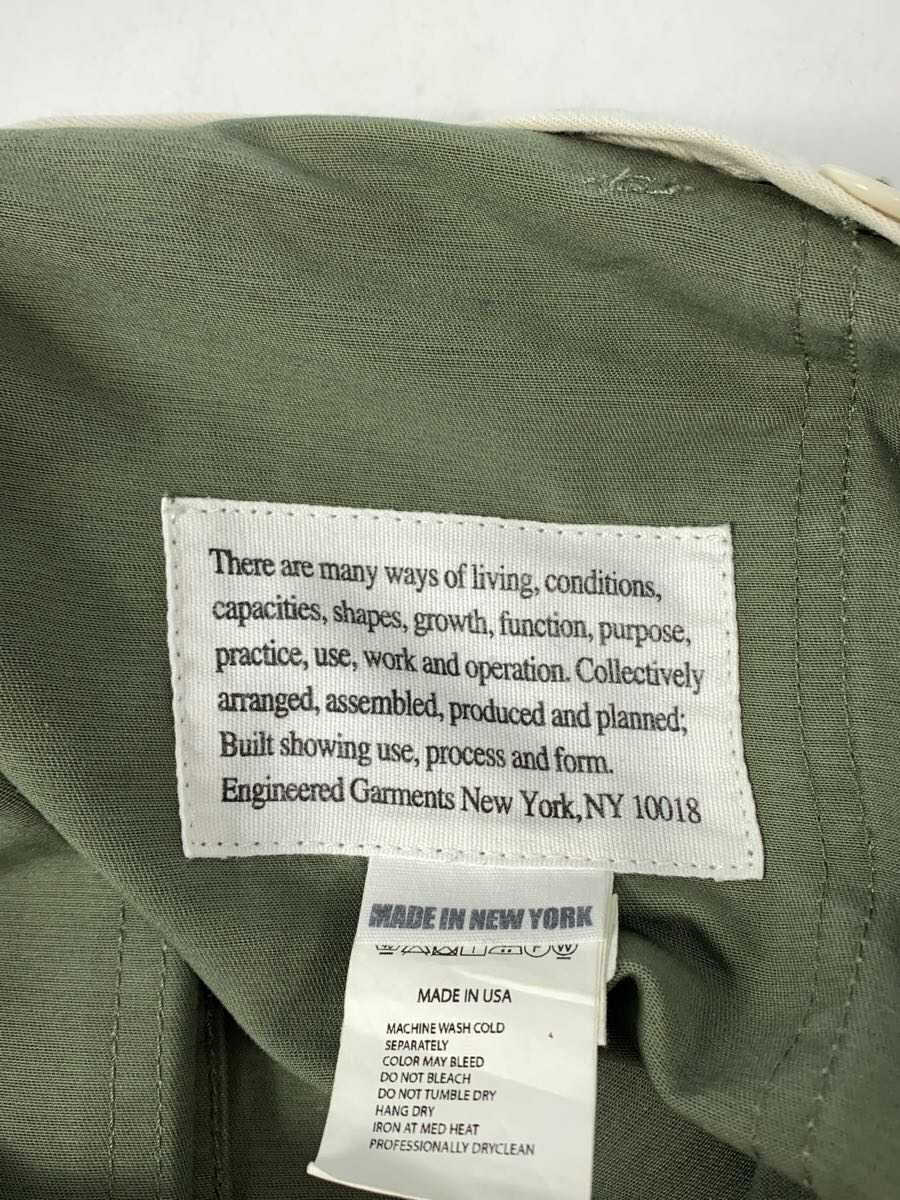 There are many ways of living, conditions,
capacities, shapes, growth, function, purpose,
practice, use, work and operation. Collectively
arranged, assembled, produced and planned;
Built showing use, process and form.
Engineered Garments New York, NY 10018
MADE IN NEW YORK
MADE IN USA
MACHINE WASH COLD
SEPARATELY
COLOR MAY BLEED
DO NOT BLEACH
DO NOT TUMBLE DRY
HANG DRY
IRON AT MED HEAT
PROFESSIONALLY DRYCLEAN